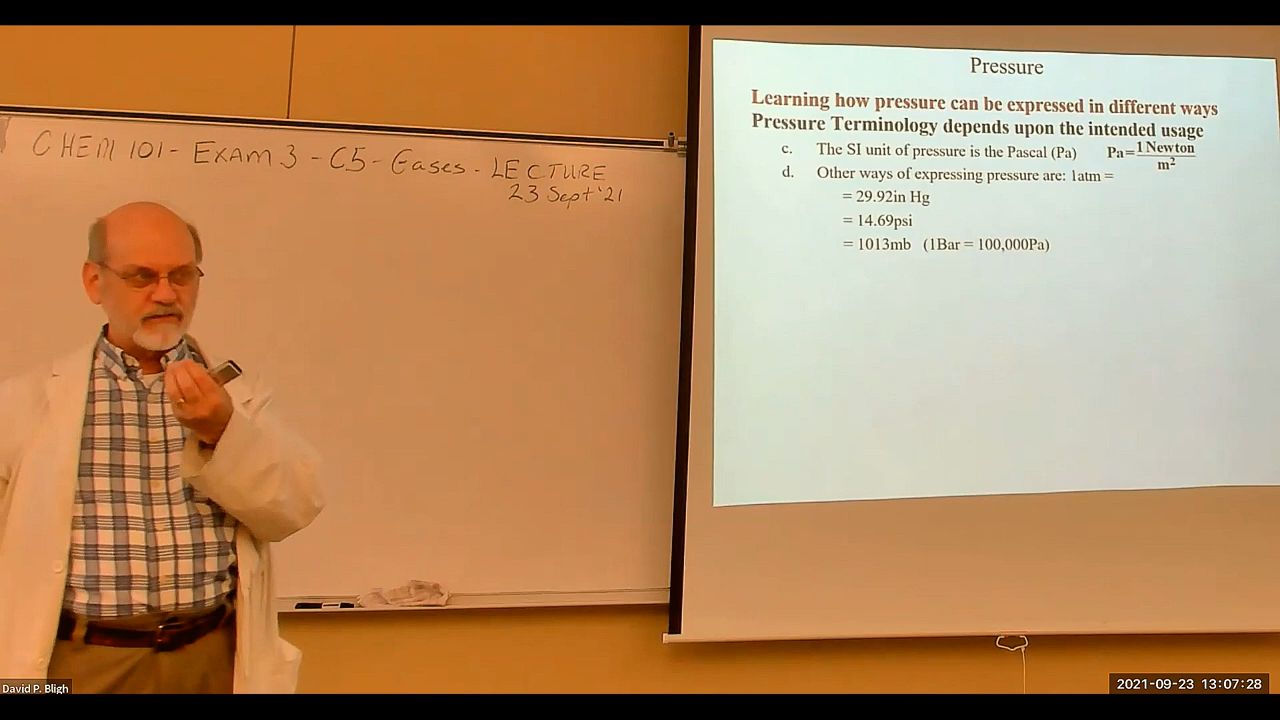 CHEM 101 - EXAM 3 - C5 - Gases - LECTURE
23 Sept '21
Pressure
Learning how pressure can be expressed in different ways
Pressure Terminology depends upon the intended usage
c. The SI unit of pressure is the Pascal (Pa) Pa=1 Newton/m²
d. Other ways of expressing pressure are: 1atm =
= 29.92in Hg
= 14.69psi
= 1013mb (1Bar = 100,000Pa)
David P. Bligh
2021-09-23 13:07:28